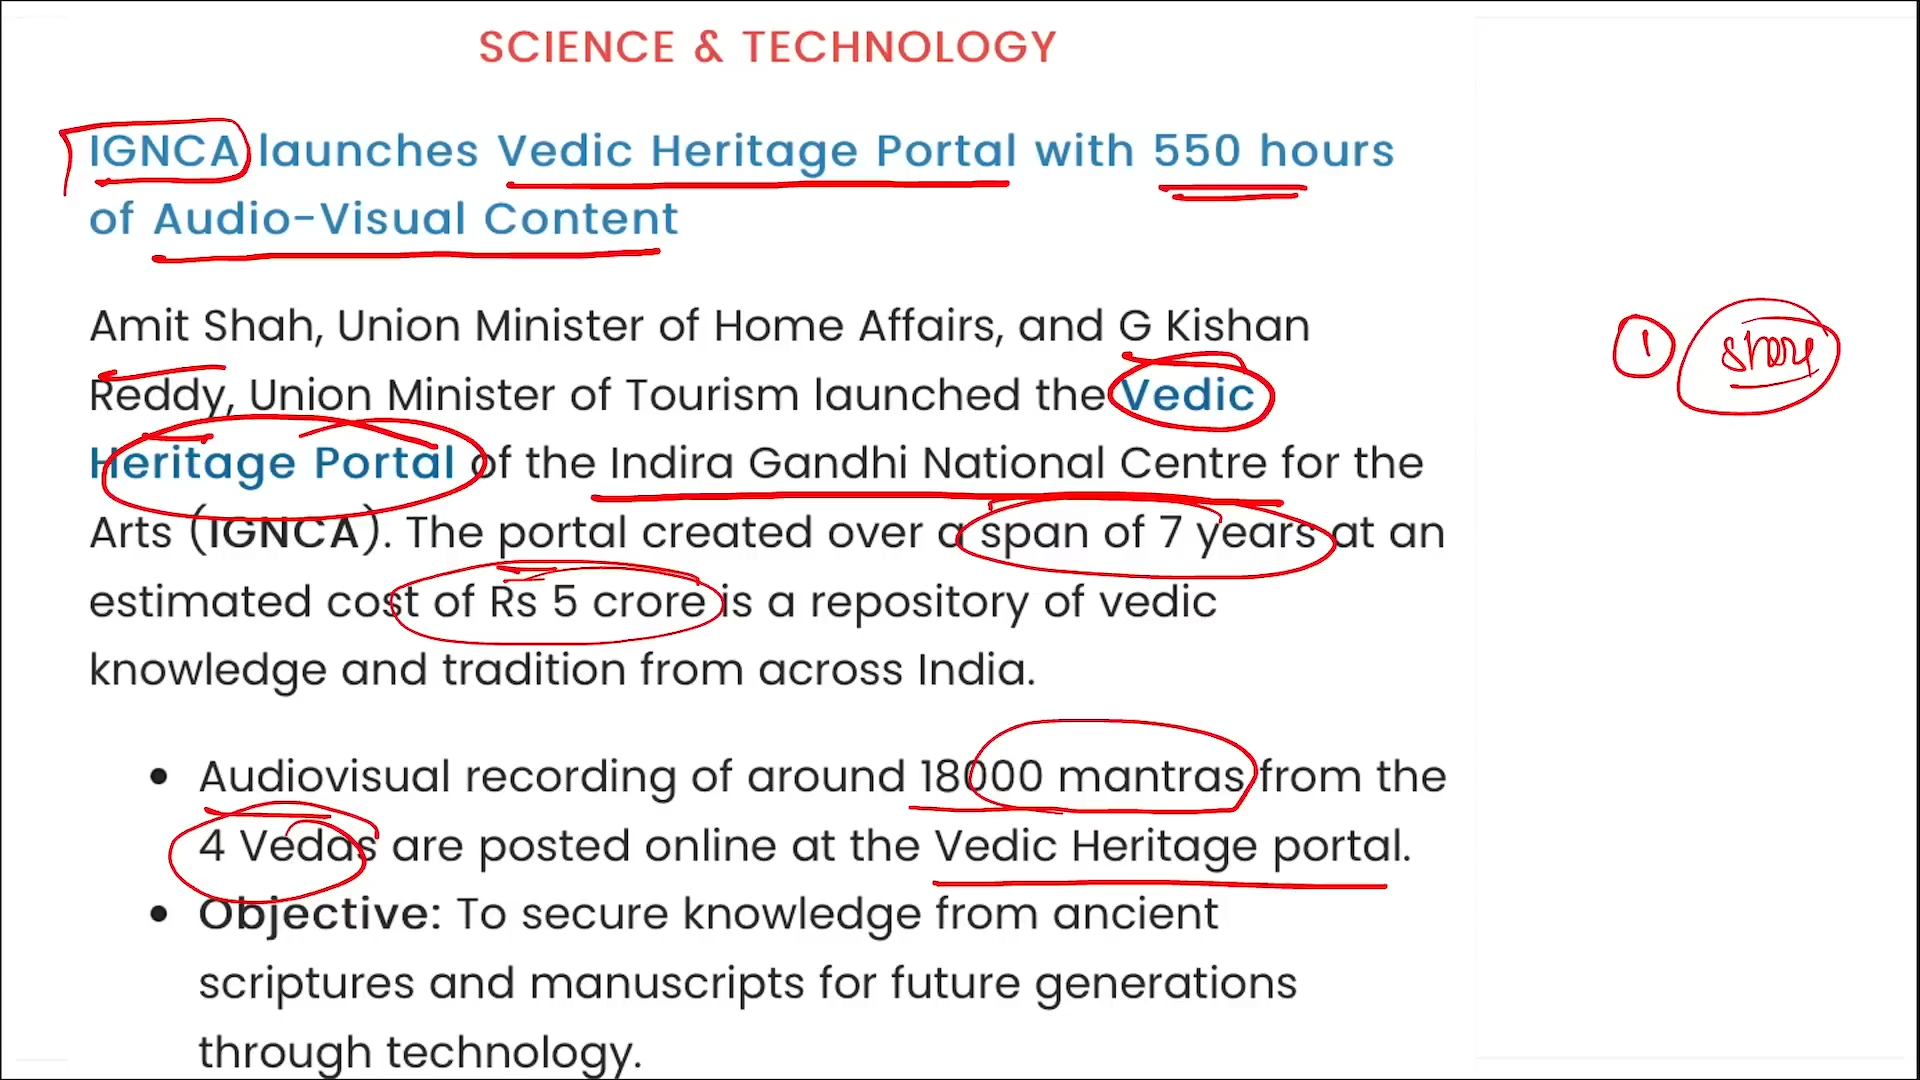 SCIENCE & TECHNOLOGY
IGNCA launches Vedic Heritage Portal with 550 hours
of Audio-Visual Content
Amit Shah, Union Minister of Home Affairs, and G Kishan
Reddy, Union Minister of Tourism launched the Vedic
Heritage Portal of the Indira Gandhi National Centre for the
Arts (IGNCA). The portal created over a span of 7 years at an
estimated cost of Rs 5 crore is a repository of vedic
knowledge and tradition from across India.
• Audiovisual recording of around 18000 mantras from the
4 Vedas are posted online at the Vedic Heritage portal.
• Objective: To secure knowledge from ancient
scriptures and manuscripts for future generations
through technology.
1